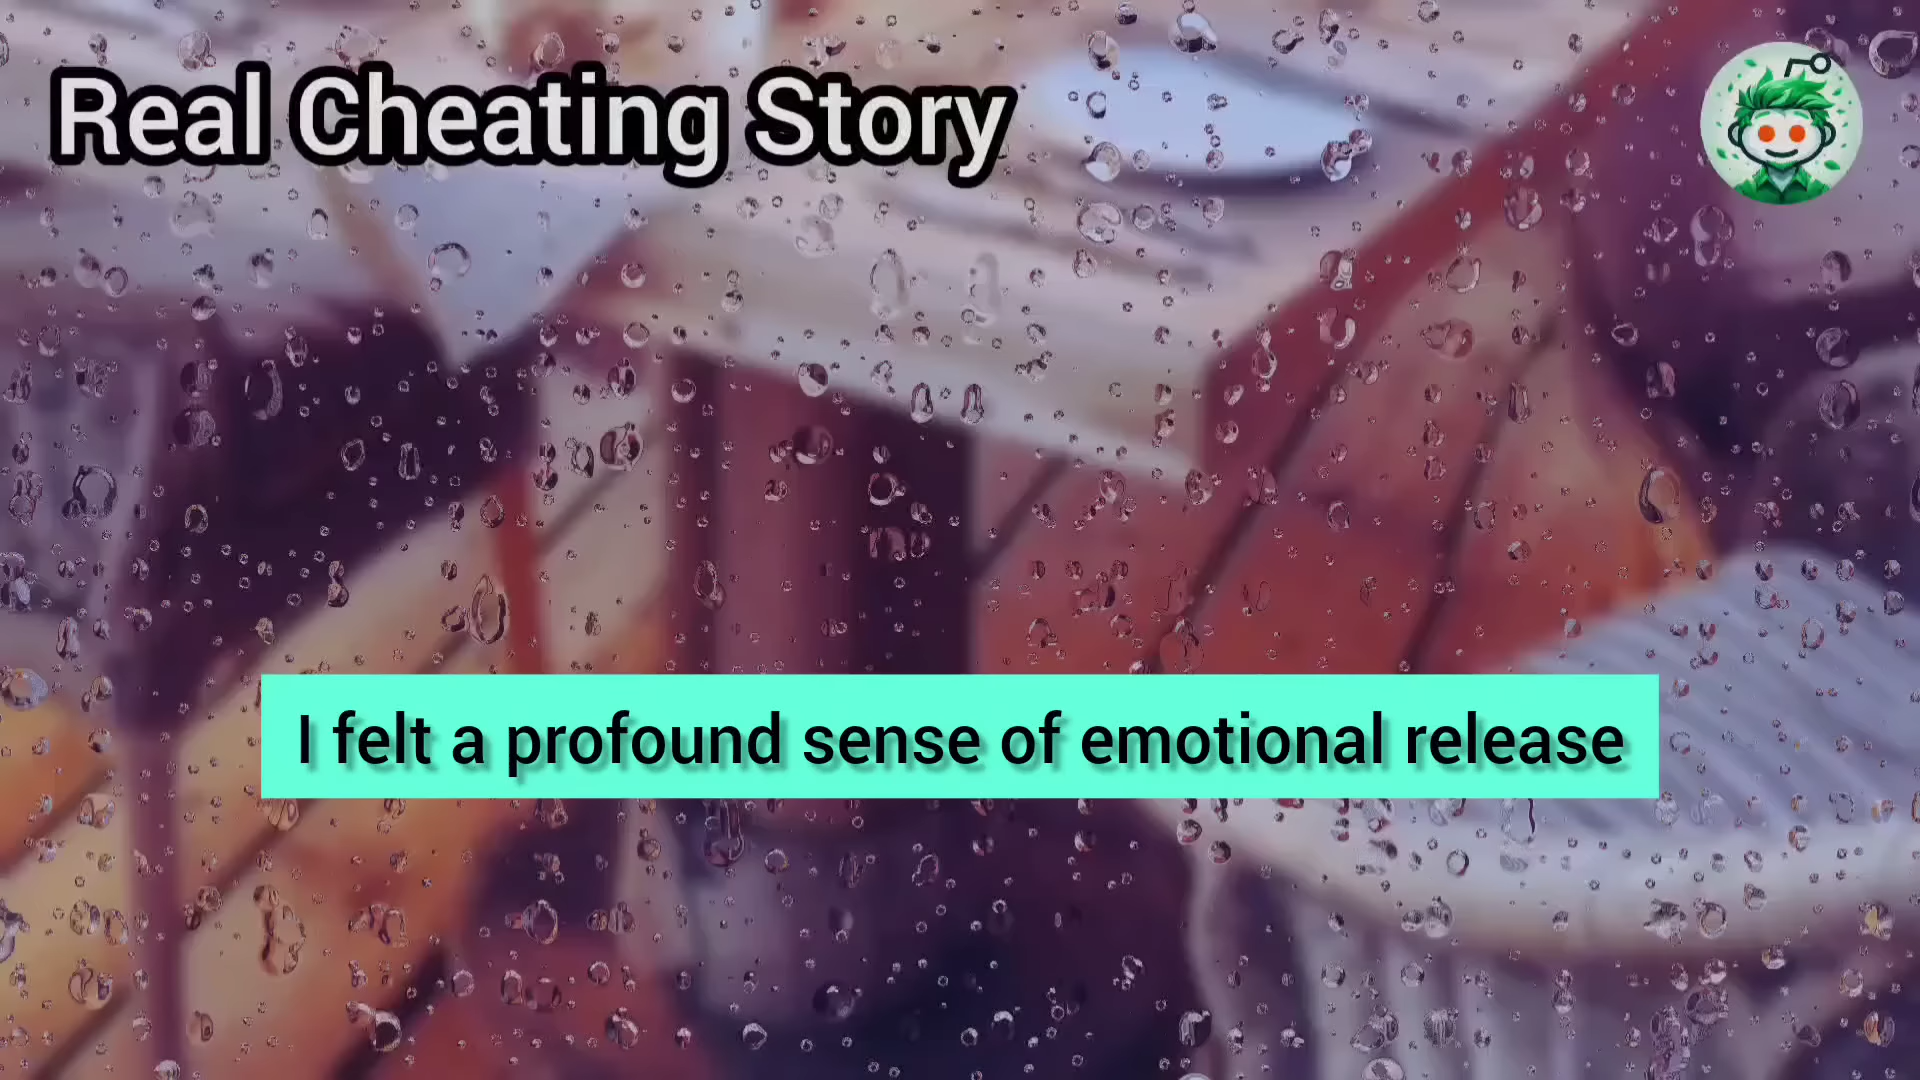 Real Cheating Story
I felt a profound sense of emotional release